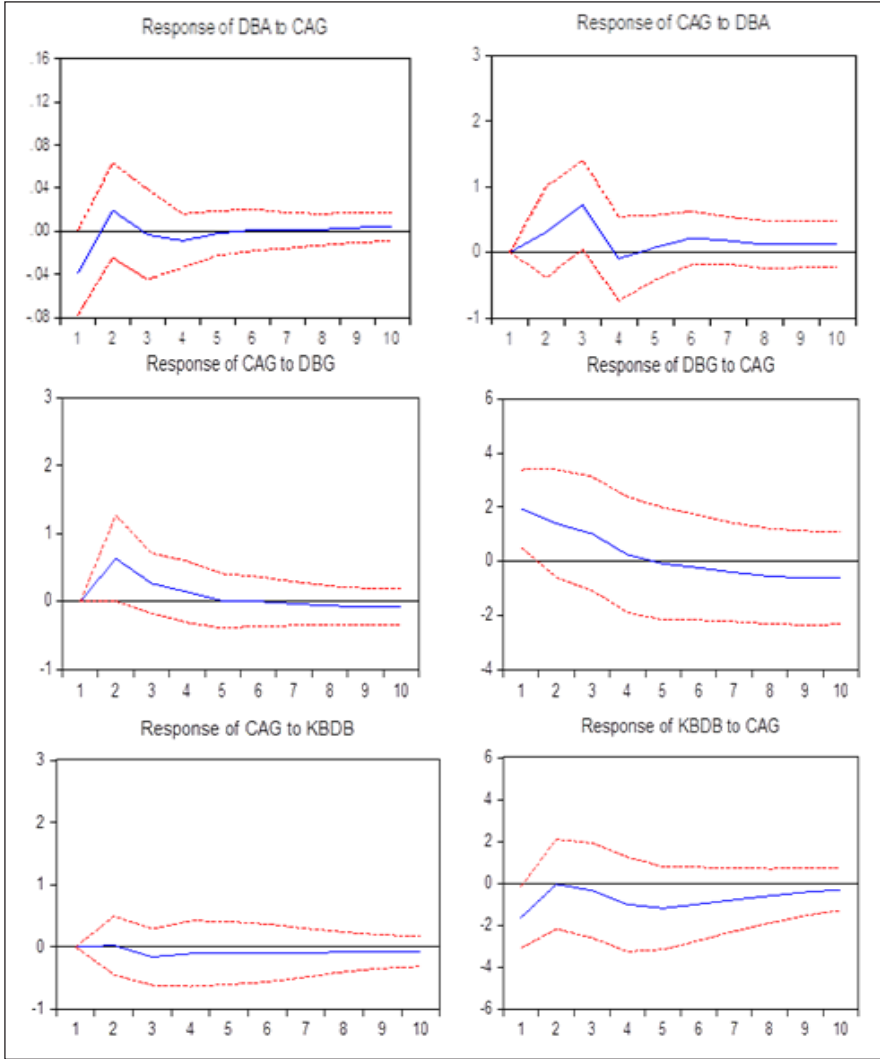 Response of DBA to CAG
.16
.12
.08
.04
.00
-.04
-.08
1 2 3 4 5 6 7 8 9 10
Response of CAG to DBA
3
2
1
0
-1
1 2 3 4 5 6 7 8 9 10
Response of CAG to DBG
3
2
1
0
-1
1 2 3 4 5 6 7 8 9 10
Response of DBG to CAG
6
4
2
0
-2
-4
1 2 3 4 5 6 7 8 9 10
Response of CAG to KBDB
3
2
1
0
-1
1 2 3 4 5 6 7 8 9 10
Response of KBDB to CAG
6
4
2
0
-2
-4
-6
1 2 3 4 5 6 7 8 9 10